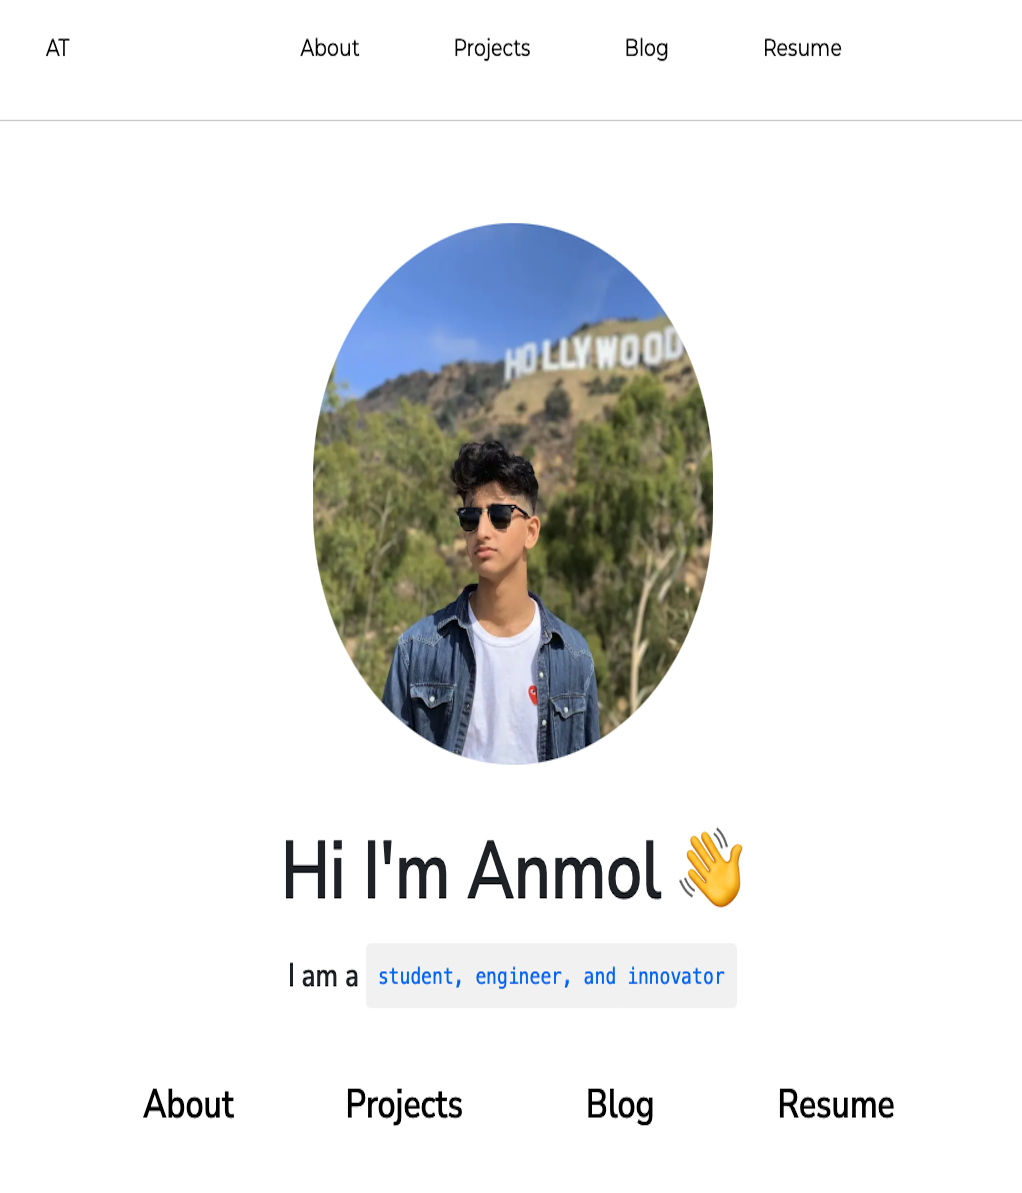 AT About Projects Blog Resume
HOLLYWOOD
Hi I'm Anmol 👋
I am a student, engineer, and innovator
About Projects Blog Resume